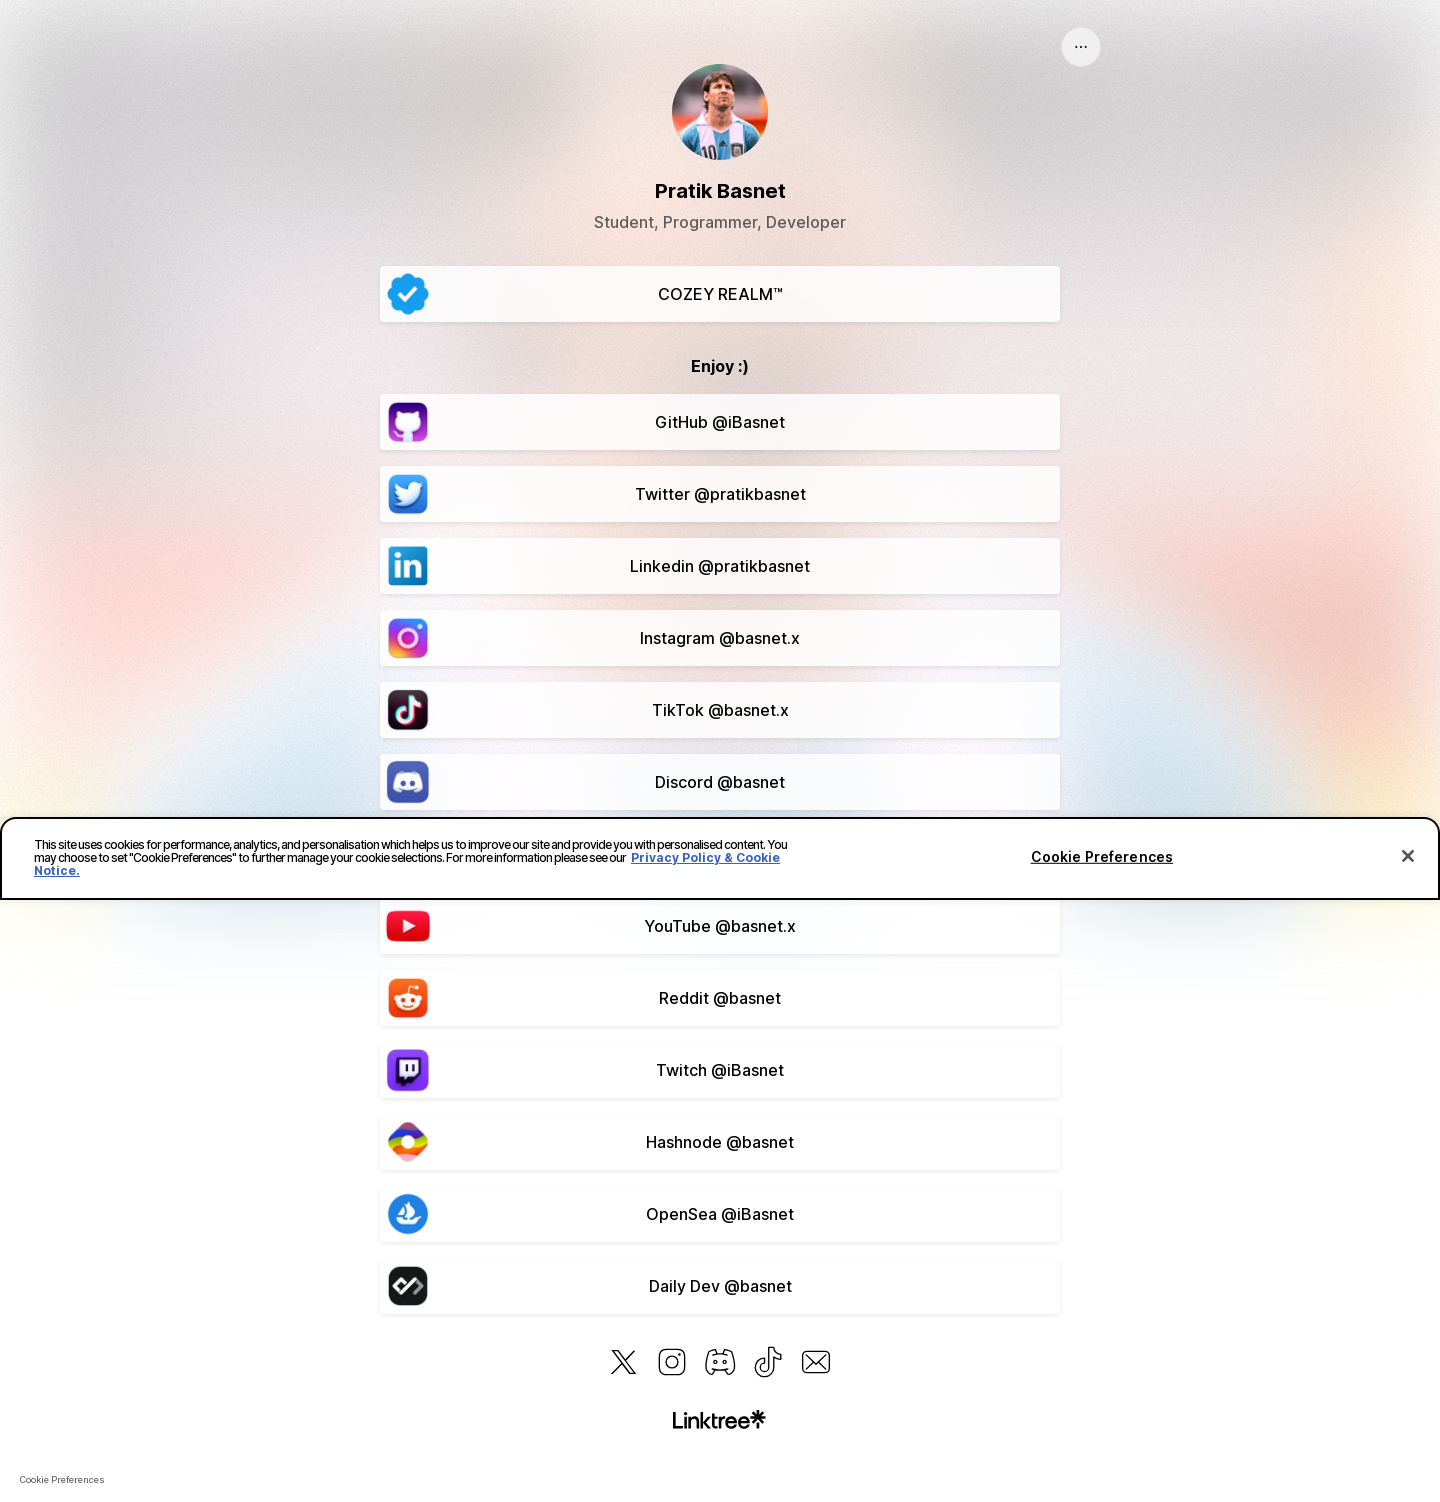 ...
10
Pratik Basnet
Student, Programmer, Developer
COZEY REALM™
Enjoy :)
GitHub @iBasnet
Twitter @pratikbasnet
Linkedin @pratikbasnet
in
Instagram @basnet.x
TikTok @basnet.x
Discord @basnet
This site uses cookies for performance, analytics, and personalisation which helps us to improve our site and provide you with personalised content. You
may choose to set "Cookie Preferences" to further manage your cookie selections. For more information please see our Privacy Policy & Cookie
Notice.
Cookie Preferences
YouTube @basnet.x
Reddit @basnet
Twitch @iBasnet
Hashnode @basnet
OpenSea @iBasnet
Daily Dev @basnet
Linktree
Cookie Preferences